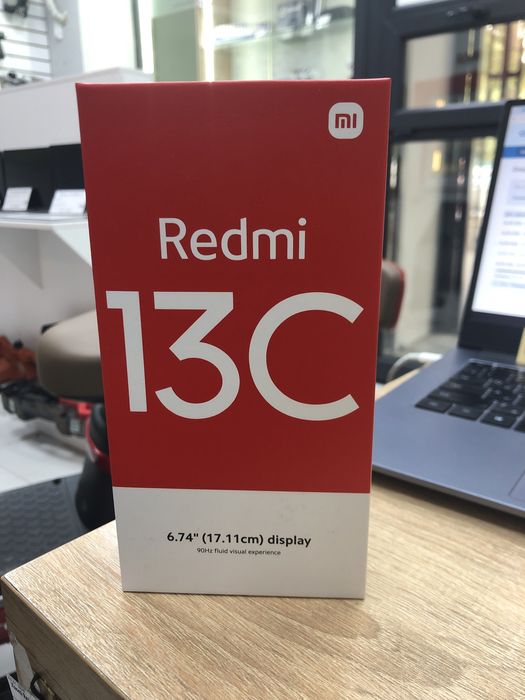 mi
Redmi
13C
6.74" (17.11cm) display
90Hz fluid visual experience